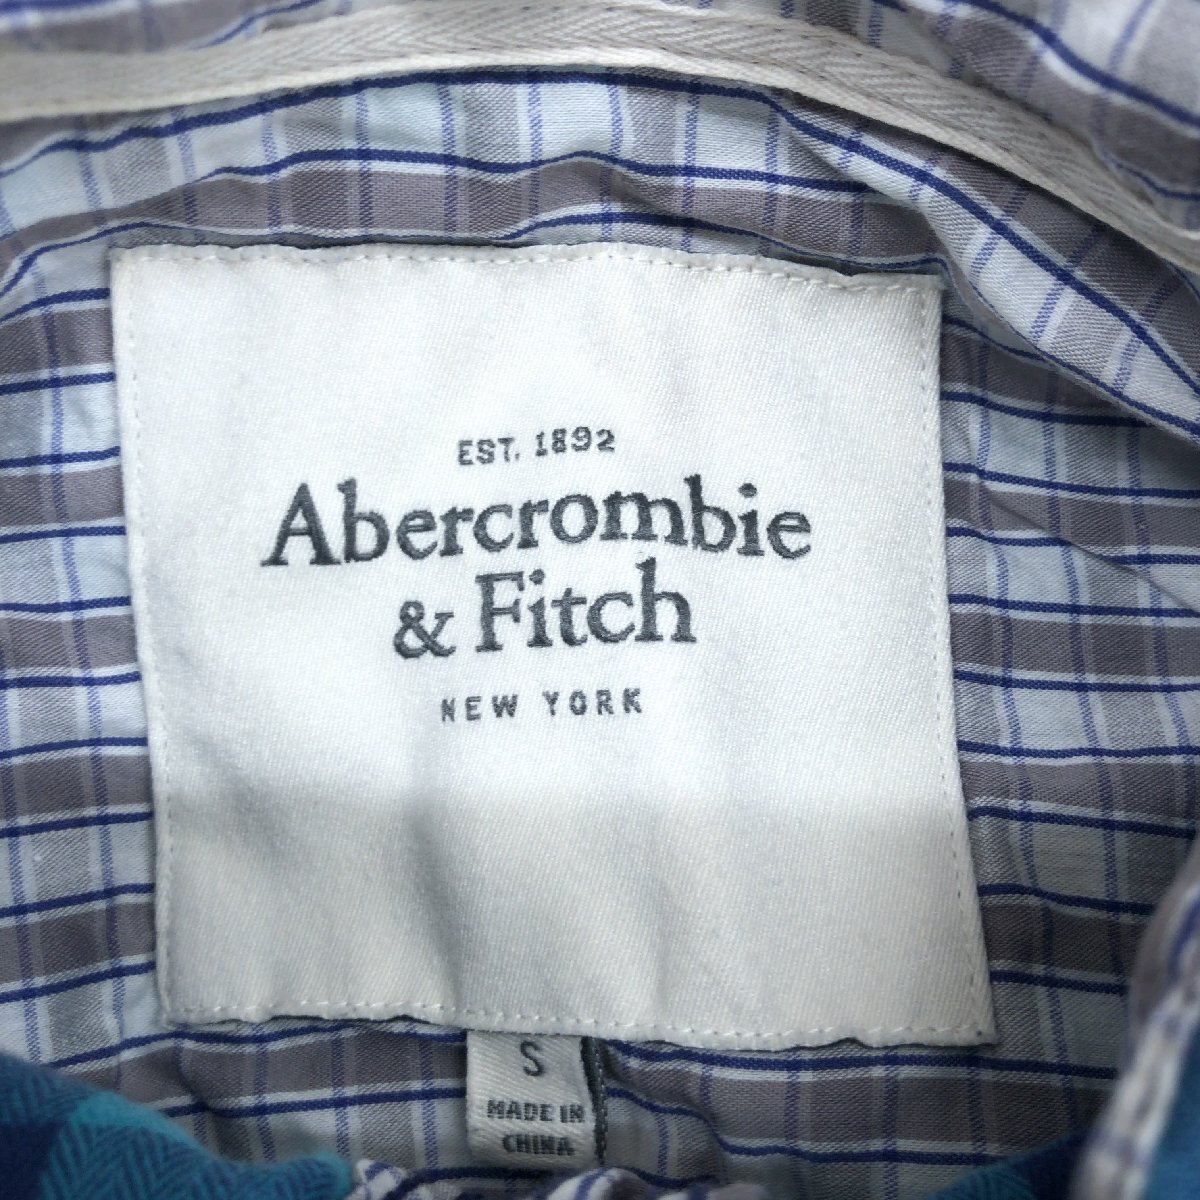 EST. 1892
Abercrombie
& Fitch
NEW YORK
S
MADE IN
CHINA